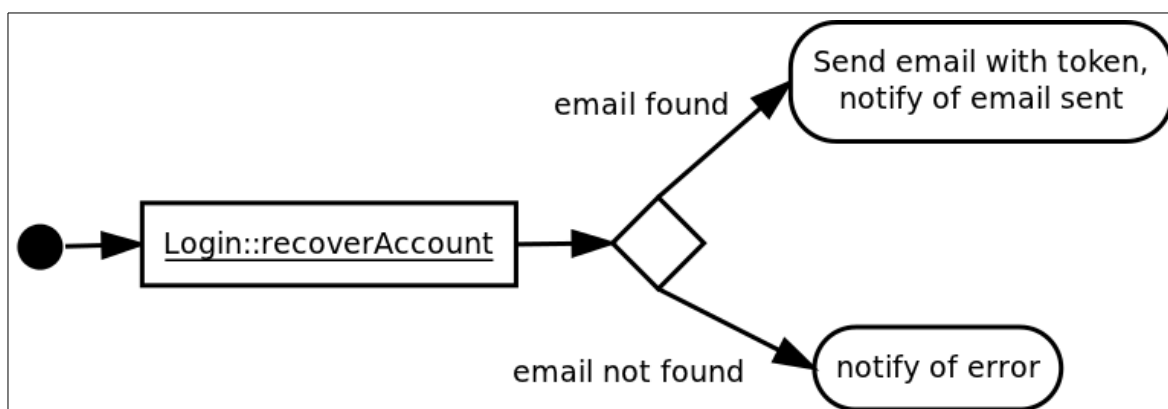 Send email with token,
notify of email sent
email found
Login::recoverAccount
email not found
notify of error